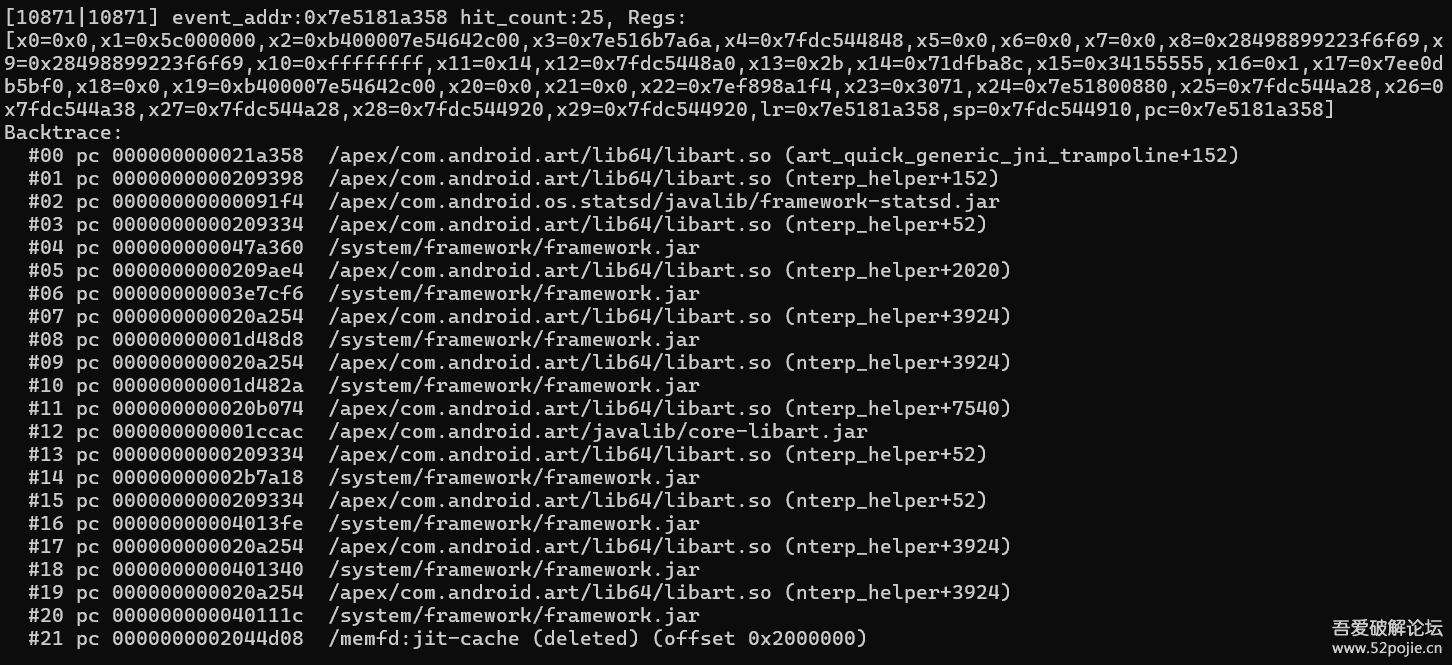 [10871|10871] event_addr:0x7e5181a358 hit_count:25, Regs:
[x0=0x0,x1=0x5c000000,x2=0xb400007e54642c00,x3=0x7e516b7a6a,x4=0x7fdc544848,x5=0x0,x6=0x0,x7=0x0,x8=0x28498899223f6f69,x
9=0x28498899223f6f69,x10=0xffffffff,x11=0x14,x12=0x7fdc5448a0,x13=0x2b,x14=0x71dfba8c,x15=0x34155555,x16=0x1,x17=0x7ee0d
b5bf0,x18=0x0,x19=0xb400007e54642c00,x20=0x0,x21=0x0,x22=0x7ef898a1f4,x23=0x3071,x24=0x7e51800880,x25=0x7fdc544a28,x26=0
x7fdc544a38,x27=0x7fdc544a28,x28=0x7fdc544920,x29=0x7fdc544920,lr=0x7e5181a358,sp=0x7fdc544910,pc=0x7e5181a358]
Backtrace:
#00 pc 000000000021a358 /apex/com.android.art/lib64/libart.so (art_quick_generic_jni_trampoline+152)
#01 pc 0000000000209398 /apex/com.android.art/lib64/libart.so (nterp_helper+152)
#02 pc 00000000000091f4 /apex/com.android.os.statsd/javalib/framework-statsd.jar
#03 pc 0000000000209334 /apex/com.android.art/lib64/libart.so (nterp_helper+52)
#04 pc 000000000047a360 /system/framework/framework.jar
#05 pc 0000000000209ae4 /apex/com.android.art/lib64/libart.so (nterp_helper+2020)
#06 pc 00000000003e7cf6 /system/framework/framework.jar
#07 pc 000000000020a254 /apex/com.android.art/lib64/libart.so (nterp_helper+3924)
#08 pc 00000000001d48d8 /system/framework/framework.jar
#09 pc 000000000020a254 /apex/com.android.art/lib64/libart.so (nterp_helper+3924)
#10 pc 00000000001d482a /system/framework/framework.jar
#11 pc 000000000020b074 /apex/com.android.art/lib64/libart.so (nterp_helper+7540)
#12 pc 000000000001ccac /apex/com.android.art/javalib/core-libart.jar
#13 pc 0000000000209334 /apex/com.android.art/lib64/libart.so (nterp_helper+52)
#14 pc 00000000002b7a18 /system/framework/framework.jar
#15 pc 0000000000209334 /apex/com.android.art/lib64/libart.so (nterp_helper+52)
#16 pc 00000000004013fe /system/framework/framework.jar
#17 pc 000000000020a254 /apex/com.android.art/lib64/libart.so (nterp_helper+3924)
#18 pc 0000000000401340 /system/framework/framework.jar
#19 pc 000000000020a254 /apex/com.android.art/lib64/libart.so (nterp_helper+3924)
#20 pc 000000000040111c /system/framework/framework.jar
#21 pc 0000000002044d08 /memfd:jit-cache (deleted) (offset 0x2000000)
吾爱破解论坛
www.52pojie.cn